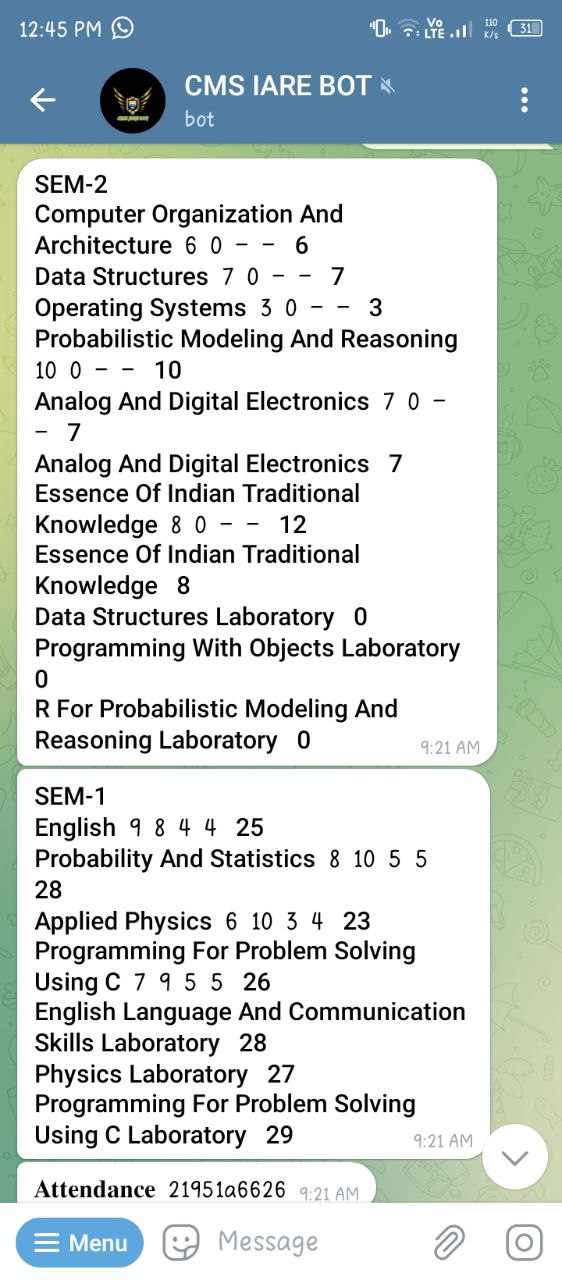 12:45 PM
Vo LTE 110 K/s 31
CMS IARE BOT
bot
SEM-2
Computer Organization And
Architecture 6 0 - - 6
Data Structures 7 0 - - 7
Operating Systems 3 0 - - 3
Probabilistic Modeling And Reasoning
10 0 - - 10
Analog And Digital Electronics 7 0 -
- 7
Analog And Digital Electronics 7
Essence Of Indian Traditional
Knowledge 8 0 - - 12
Essence Of Indian Traditional
Knowledge 8
Data Structures Laboratory 0
Programming With Objects Laboratory
0
R For Probabilistic Modeling And
Reasoning Laboratory 0
9:21 AM
SEM-1
English 9 8 4 4 25
Probability And Statistics 8 10 5 5
28
Applied Physics 6 10 3 4 23
Programming For Problem Solving
Using C 7 9 5 5 26
English Language And Communication
Skills Laboratory 28
Physics Laboratory 27
Programming For Problem Solving
Using C Laboratory 29
9:21 AM
Attendance 21951a6626 9:21 AM
Menu
Message